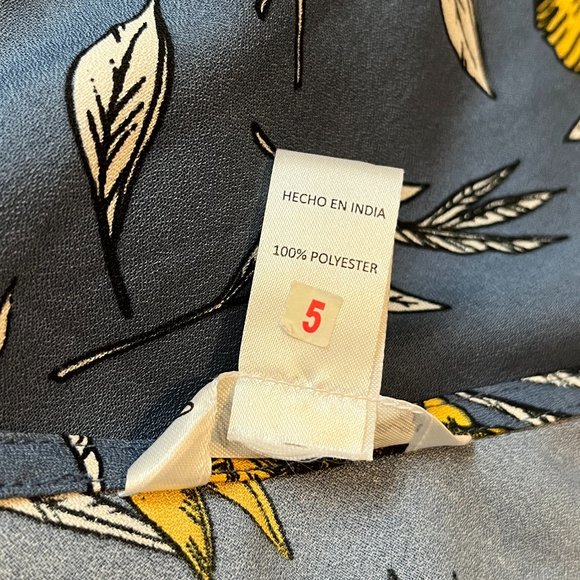 HECHO EN INDIA
100% POLYESTER
5